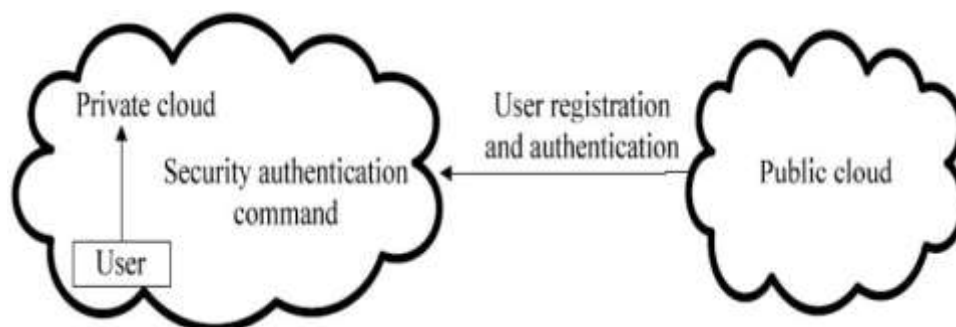 Private cloud
Security authentication
command
User
User registration
and authentication
Public cloud